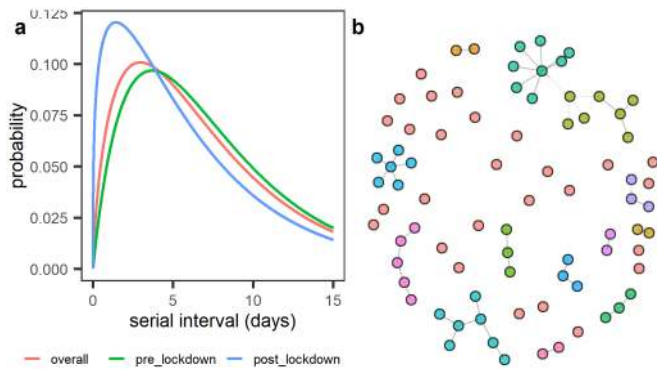 a
b
0.125
0.100
0.075
0.050
0.025
0.000
probability
0 5 10 15
serial interval (days)
overall pre_lockdown post_lockdown